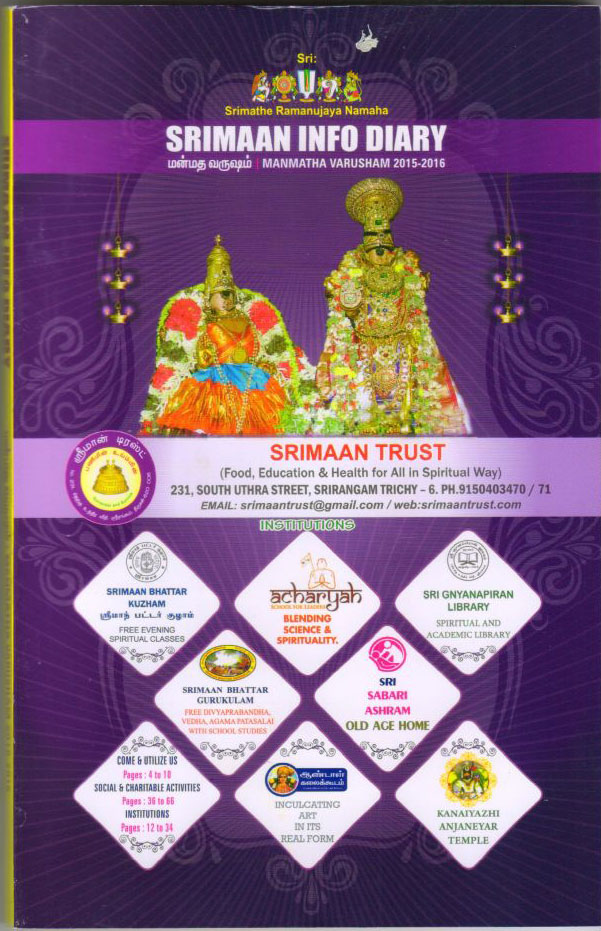 Sri:
Srimathe Ramanujaya Namaha
SRIMAAN INFO DIARY
மன்மத வருஷம் | MANMATHA VARUSHAM 2015-2016
ஸ்ரீமான் டிரஸ்ட்
SRIMAAN TRUST
(Food, Education & Health for All in Spiritual Way)
231, SOUTH UTHRA STREET, SRIRANGAM TRICHY – 6. PH.9150403470 / 71
EMAIL: srimaantrust@gmail.com / web:srimaantrust.com
INSTITUTIONS
SRIMAAN BHATTAR
KUZHAM
ஸ்ரீமாந் பட்டர் குழாம்
FREE EVENING
SPIRITUAL CLASSES
acharyah
SCHOOL FOR LEADERS
BLENDING
SCIENCE &
SPIRITUALITY.
SRI GNYANAPIRAN
LIBRARY
SPIRITUAL AND
ACADEMIC LIBRARY
SRIMAAN BHATTAR
GURUKULAM
FREE DIVYAPRABANDHA,
VEDHA, AGAMA PATASALAI
WITH SCHOOL STUDIES
SRI
SABARI
ASHRAM
OLD AGE HOME
COME & UTILIZE US
Pages : 4 to 10
SOCIAL & CHARITABLE ACTIVITIES
Pages : 36 to 66
INSTITUTIONS
Pages : 12 to 34
ஆண்டாள்
கலைக்கூடம்
INCULCATING
ART
IN ITS
REAL FORM
KANAIYAZHI
ANJANEYAR
TEMPLE